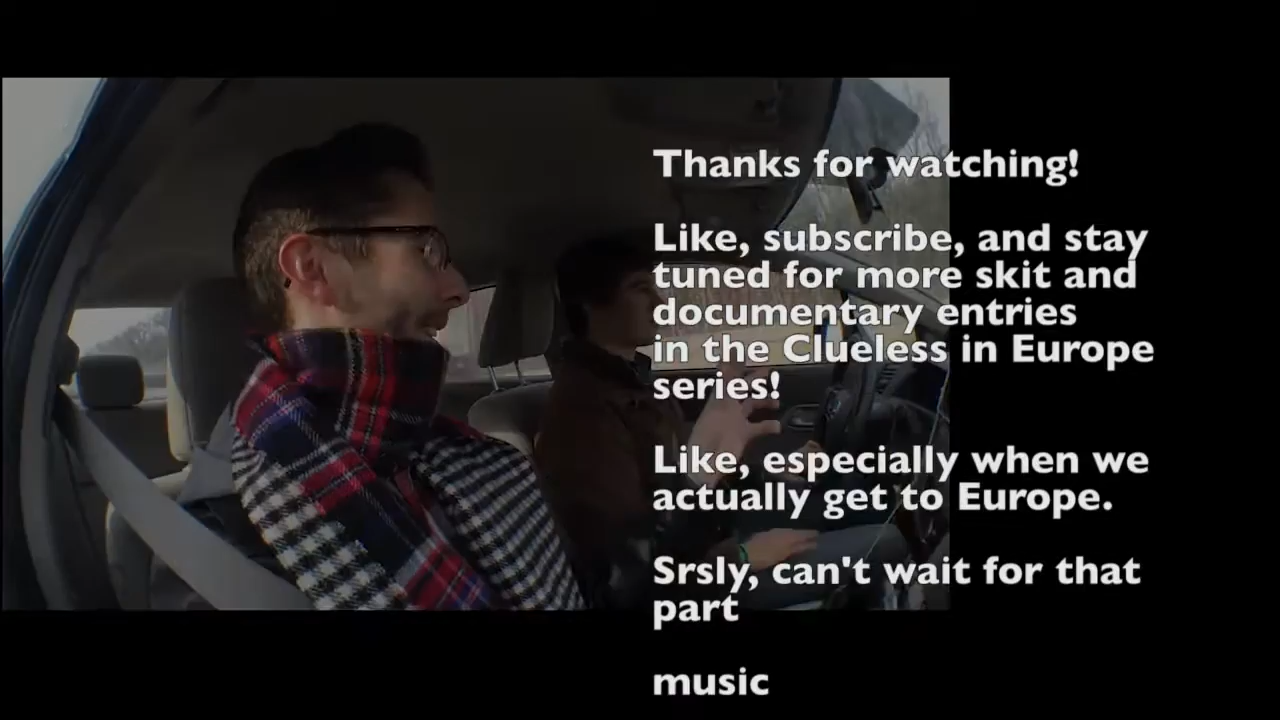 Thanks for watching!
Like, subscribe, and stay
tuned for more skit and
documentary entries
in the Clueless in Europe
series!
Like, especially when we
actually get to Europe.
Srsly, can't wait for that
part
music